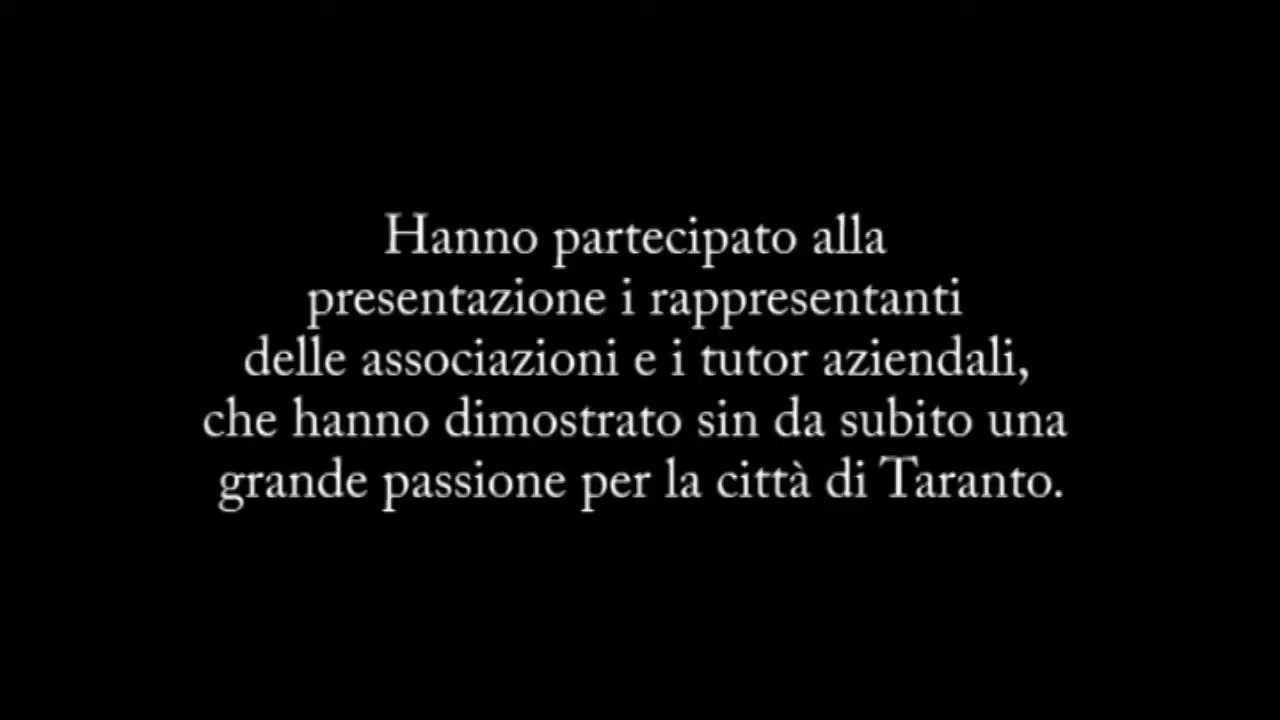 Hanno partecipato alla
presentazione i rappresentanti
delle associazioni e i tutor aziendali,
che hanno dimostrato sin da subito una
grande passione per la città di Taranto.